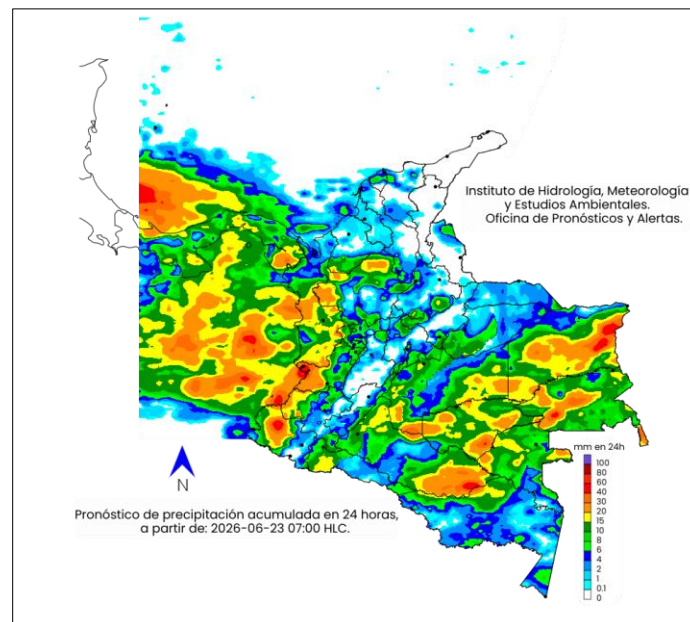 Instituto de Hidrología, Meteorología
y Estudios Ambientales.
Oficina de Pronósticos y Alertas.
mm en 24h
100
80
60
40
30
20
15
10
8
6
4
2
1
0.1
0
N
Pronóstico de precipitación acumulada en 24 horas,
a partir de: 2026-06-23 07:00 HLC.